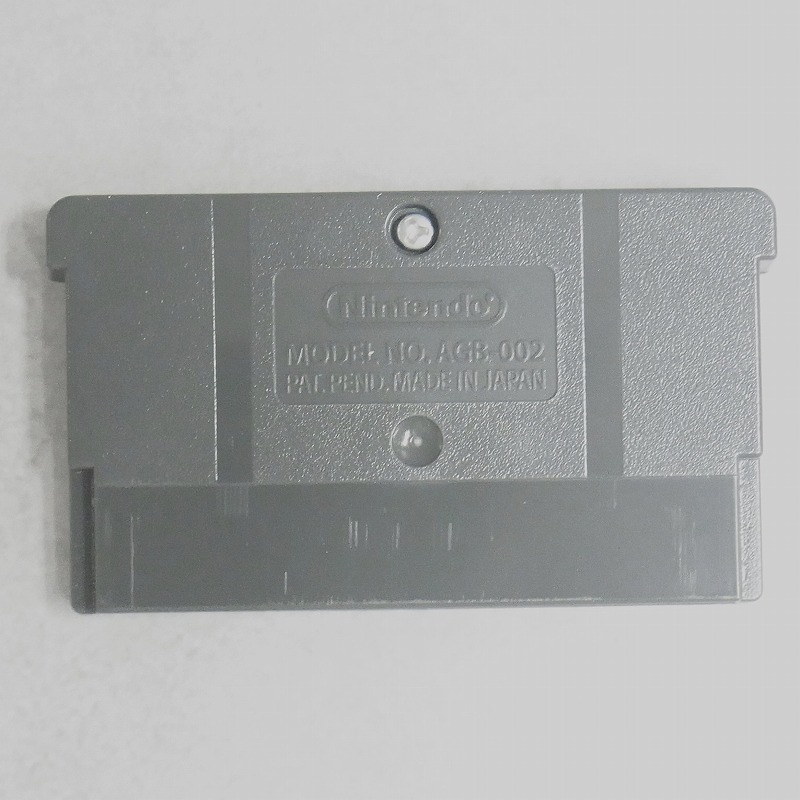 Nintendo
MODEL NO. AGB-002
PAT. PEND. MADE IN JAPAN